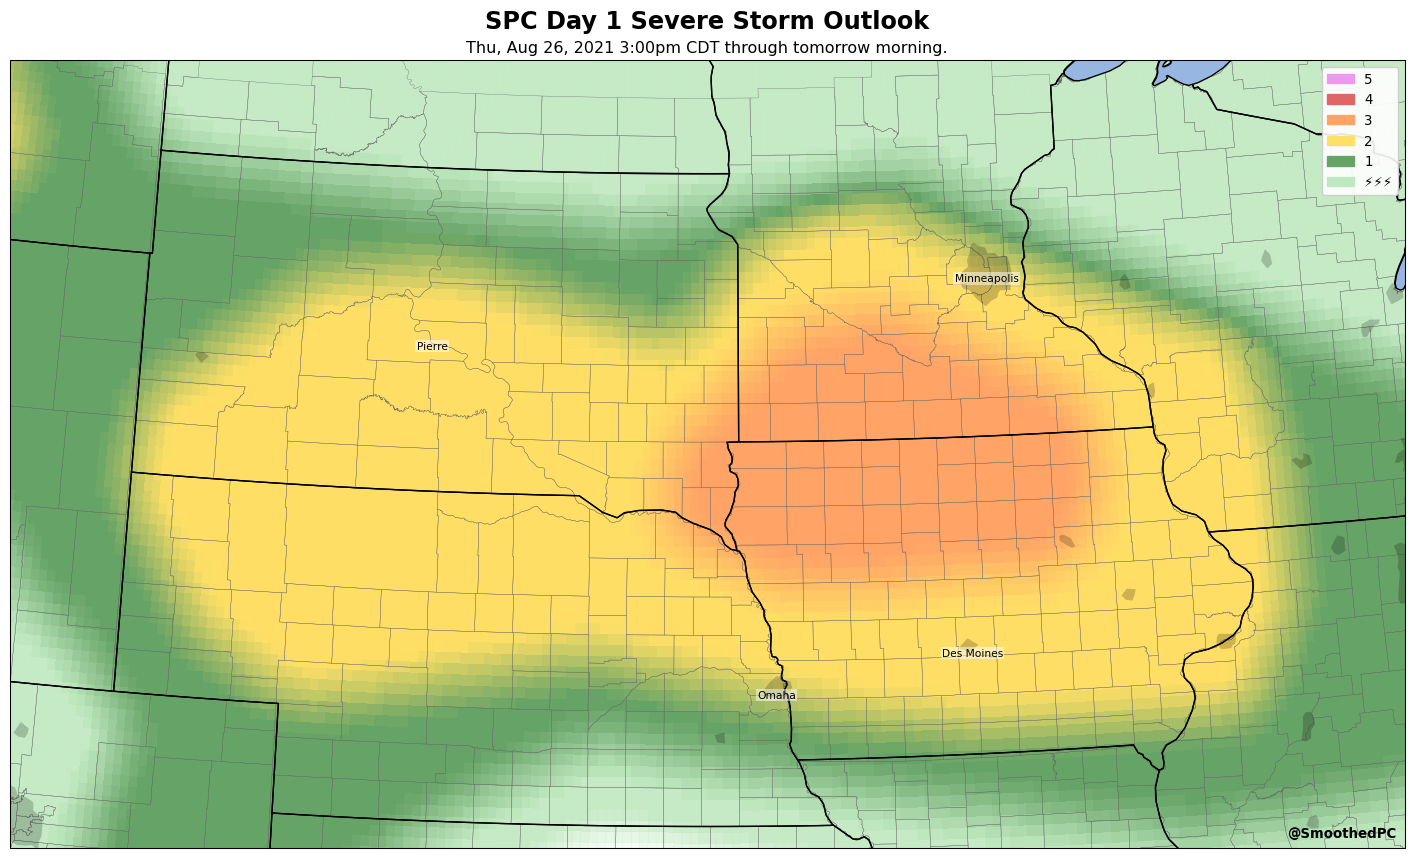 SPC Day 1 Severe Storm Outlook
Thu, Aug 26, 2021 3:00pm CDT through tomorrow morning.
5
4
3
2
1
⚡⚡⚡
Minneapolis
Pierre
Des Moines
Omaha
@SmoothedPC